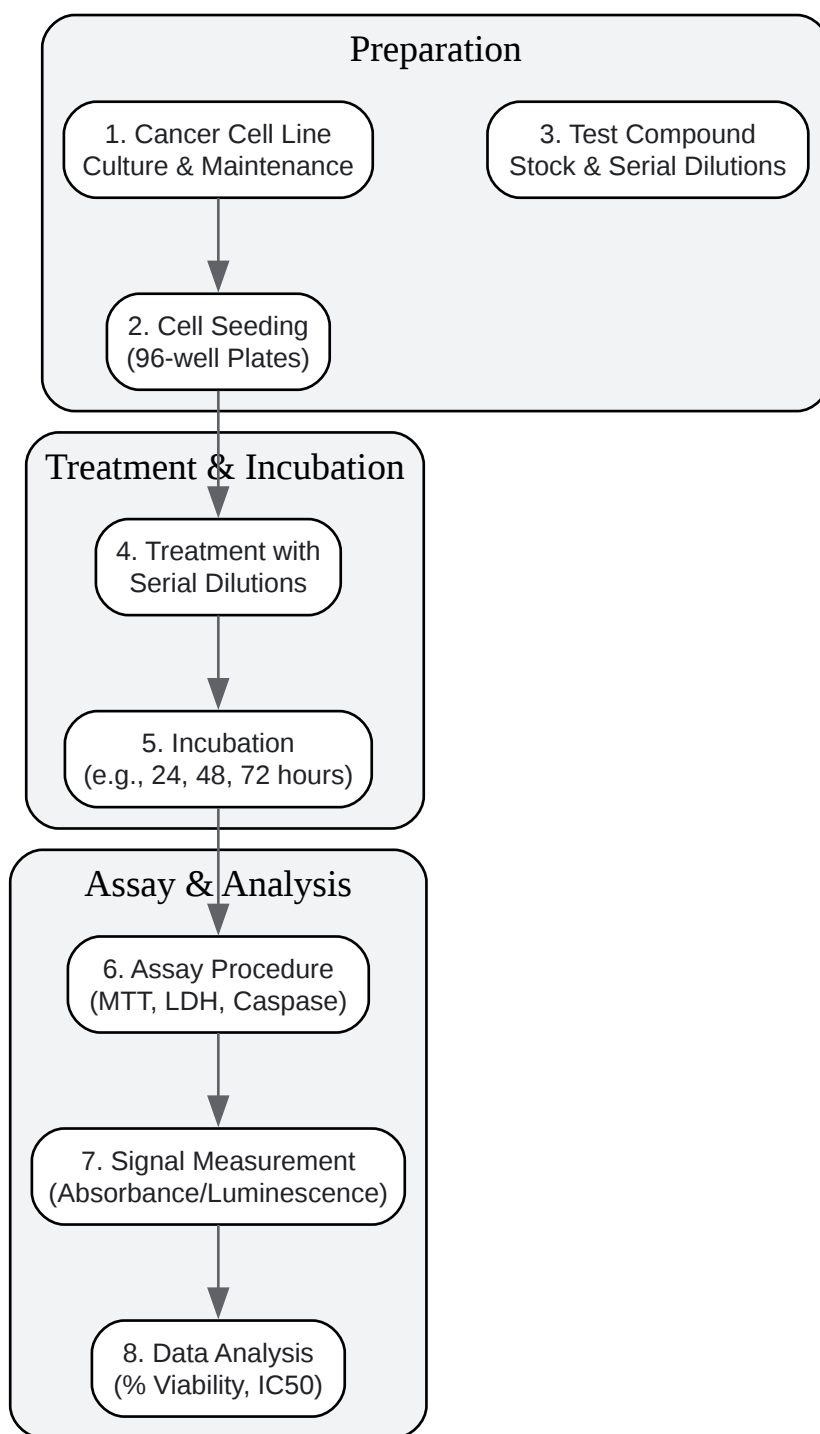 Preparation
1. Cancer Cell Line
Culture & Maintenance
3. Test Compound
Stock & Serial Dilutions
2. Cell Seeding
(96-well Plates)
Treatment & Incubation
4. Treatment with
Serial Dilutions
5. Incubation
(e.g., 24, 48, 72 hours)
Assay & Analysis
6. Assay Procedure
(MTT, LDH, Caspase)
7. Signal Measurement
(Absorbance/Luminescence)
8. Data Analysis
(% Viability, IC50)